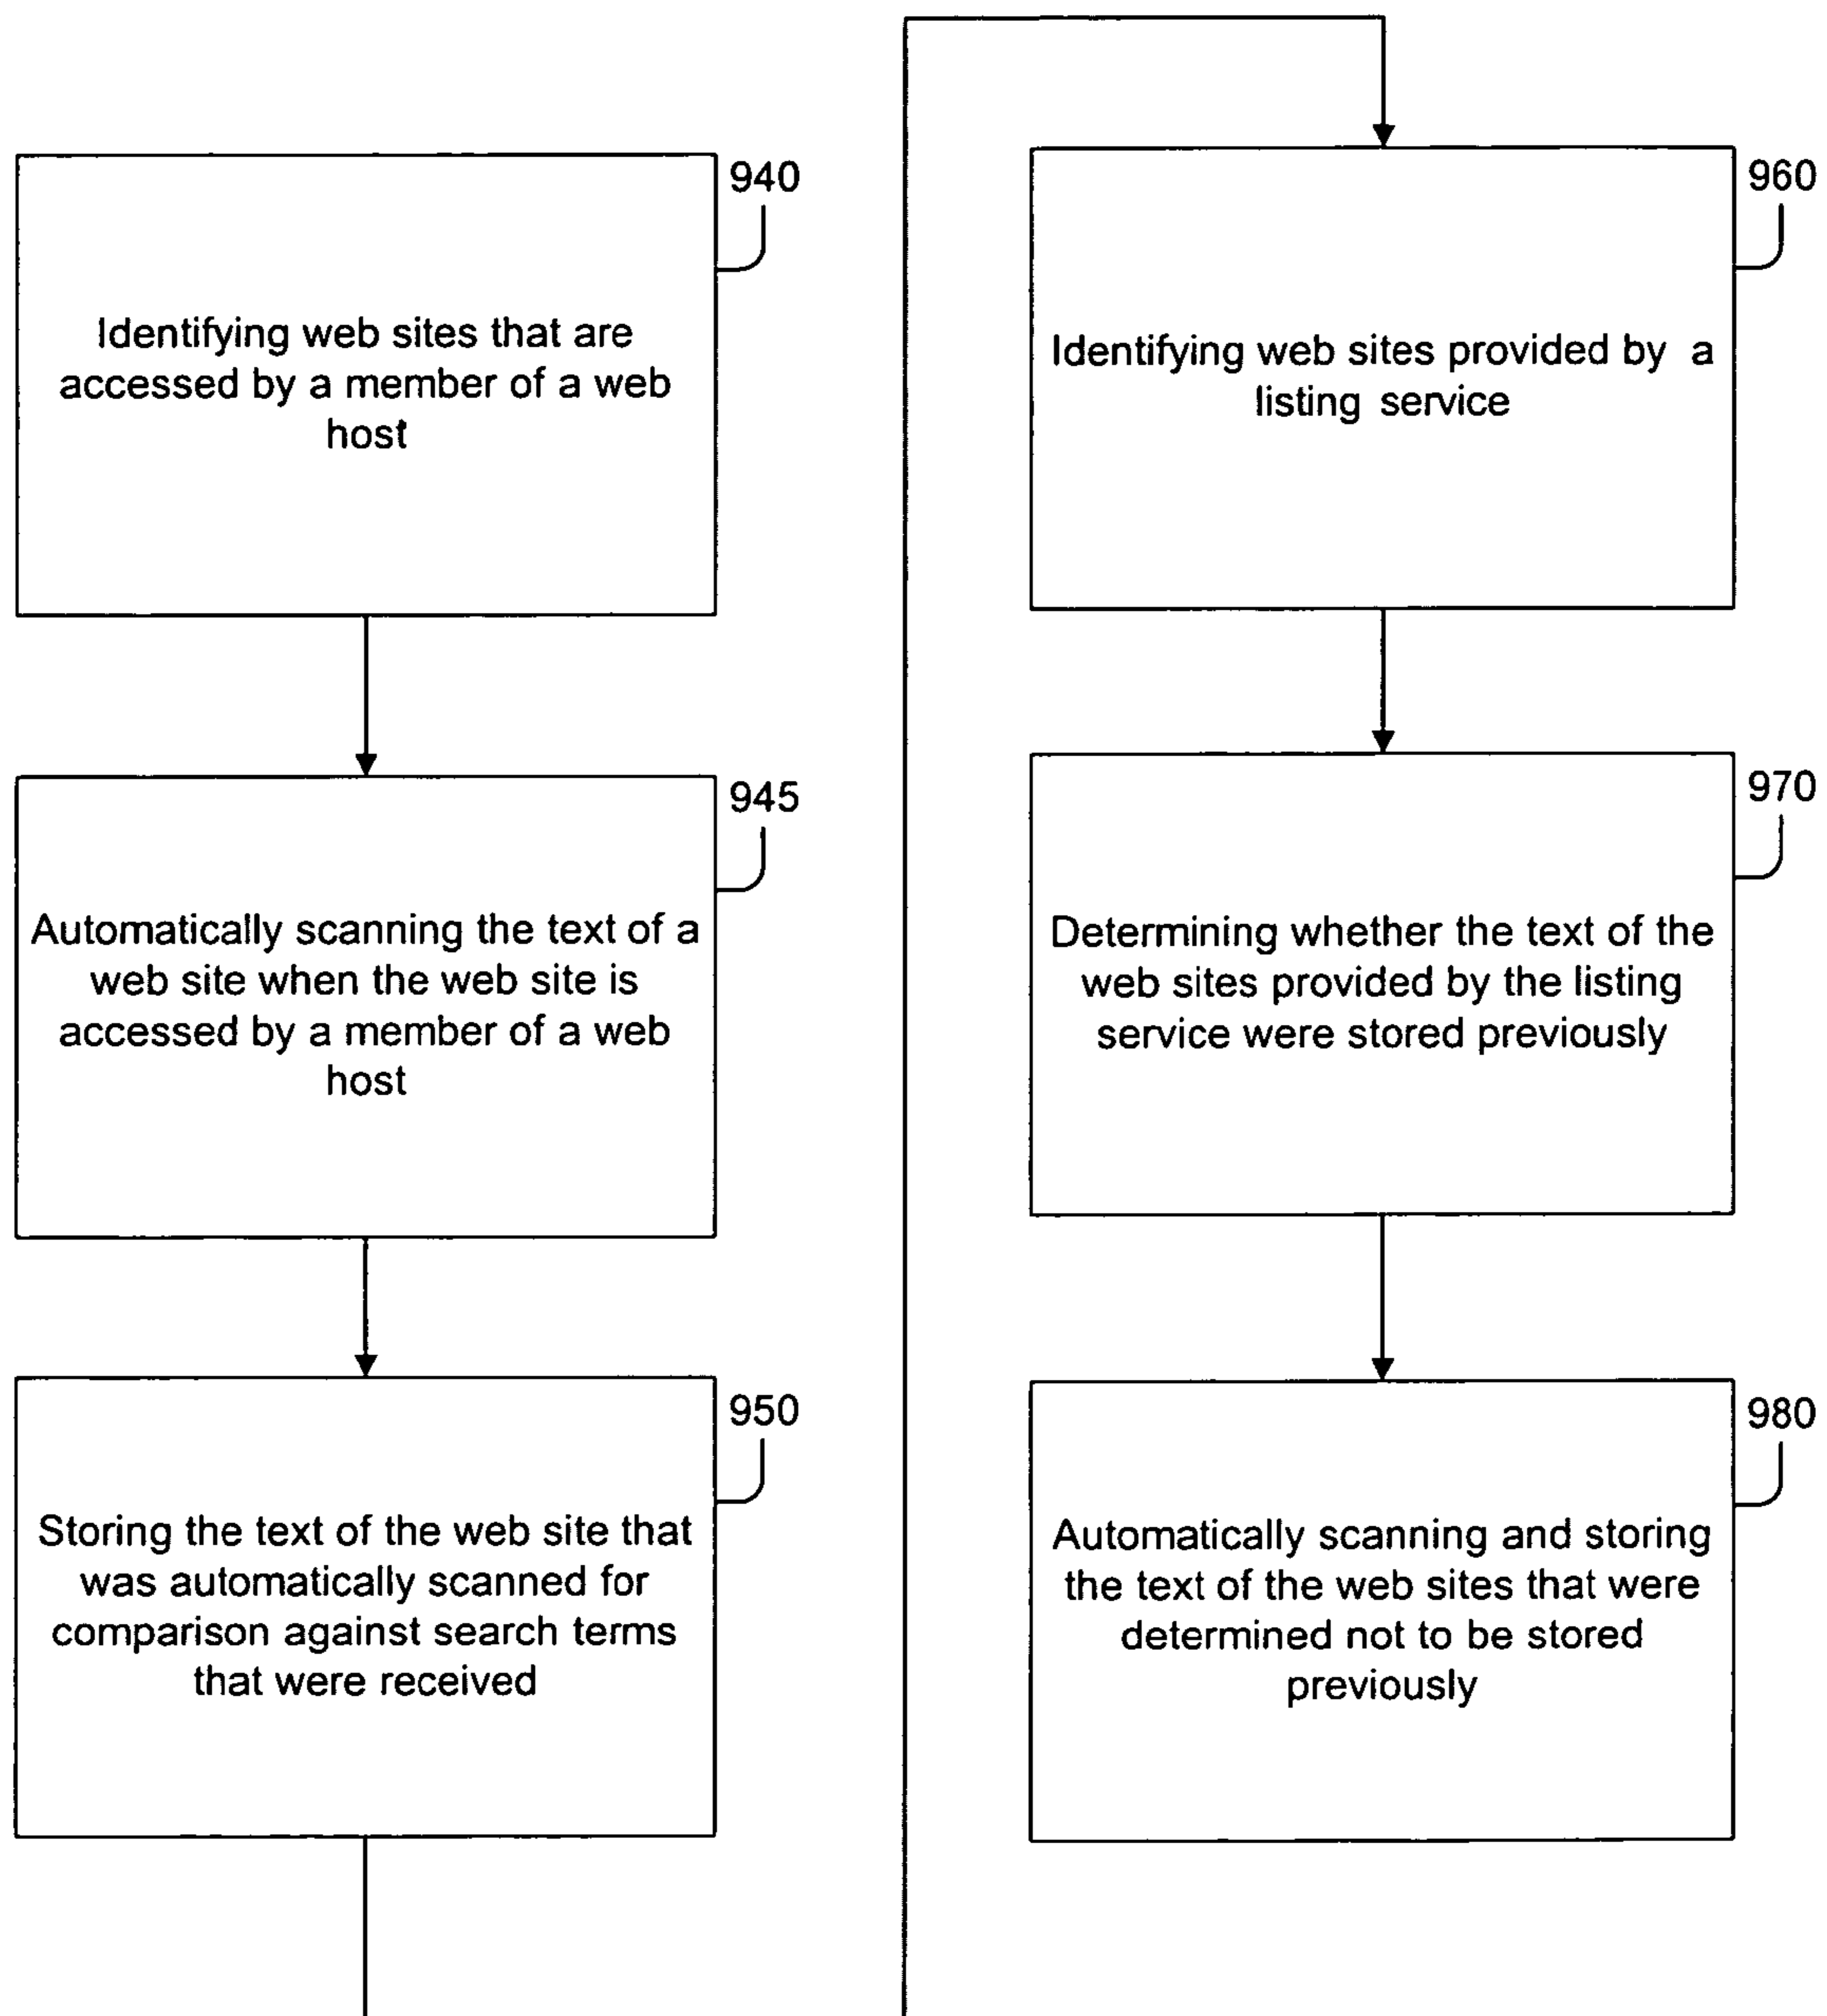 940
Identifying web sites that are
accessed by a member of a web
host
945
Automatically scanning the text of a
web site when the web site is
accessed by a member of a web
host
950
Storing the text of the web site that
was automatically scanned for
comparison against search terms
that were received
960
Identifying web sites provided by a
listing service
970
Determining whether the text of the
web sites provided by the listing
service were stored previously
980
Automatically scanning and storing
the text of the web sites that were
determined not to be stored
previously